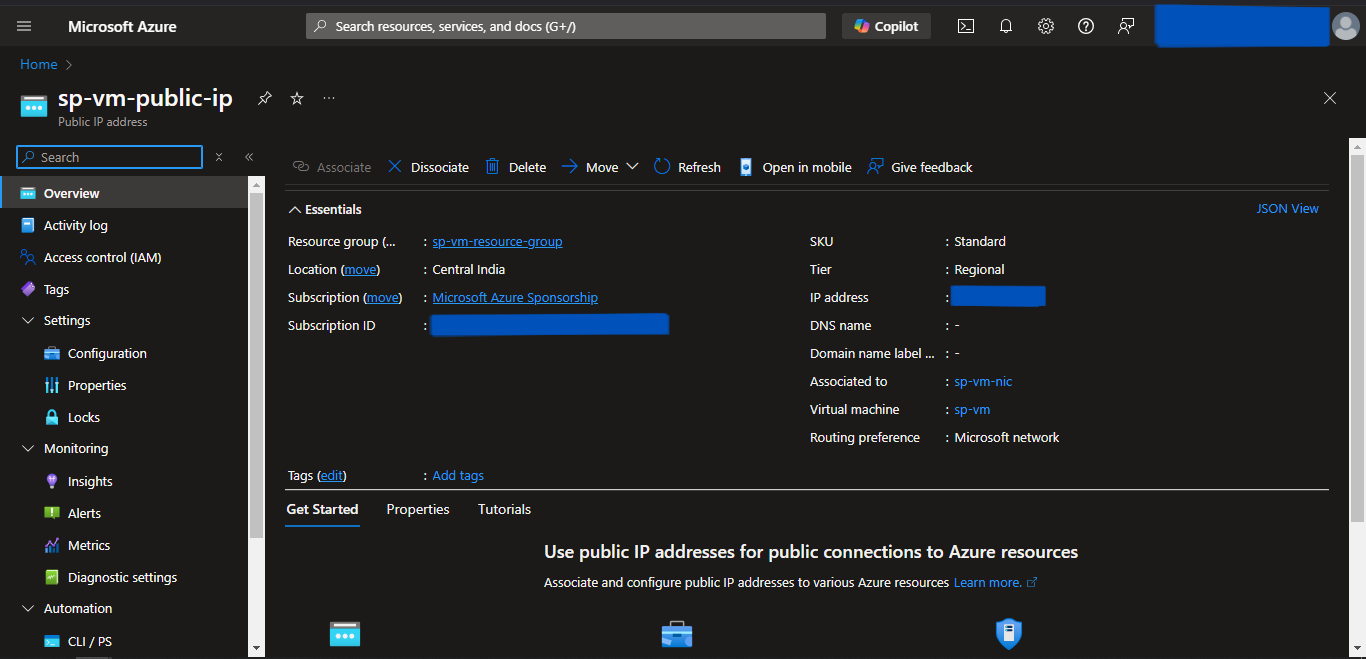 Microsoft Azure
Search resources, services, and docs (G+/)
Copilot
Home
sp-vm-public-ip
Public IP address
Search
Overview
Activity log
Access control (IAM)
Tags
Settings
Configuration
Properties
Locks
Monitoring
Insights
Alerts
Metrics
Diagnostic settings
Automation
CLI / PS
Associate Dissociate Delete Move Refresh Open in mobile Give feedback
Essentials
JSON View
Resource group (... : sp-vm-resource-group
Location (move) : Central India
Subscription (move) : Microsoft Azure Sponsorship
Subscription ID :
SKU : Standard
Tier : Regional
IP address :
DNS name : -
Domain name label ... : -
Associated to : sp-vm-nic
Virtual machine : sp-vm
Routing preference : Microsoft network
Tags (edit) : Add tags
Get Started Properties Tutorials
Use public IP addresses for public connections to Azure resources
Associate and configure public IP addresses to various Azure resources Learn more.